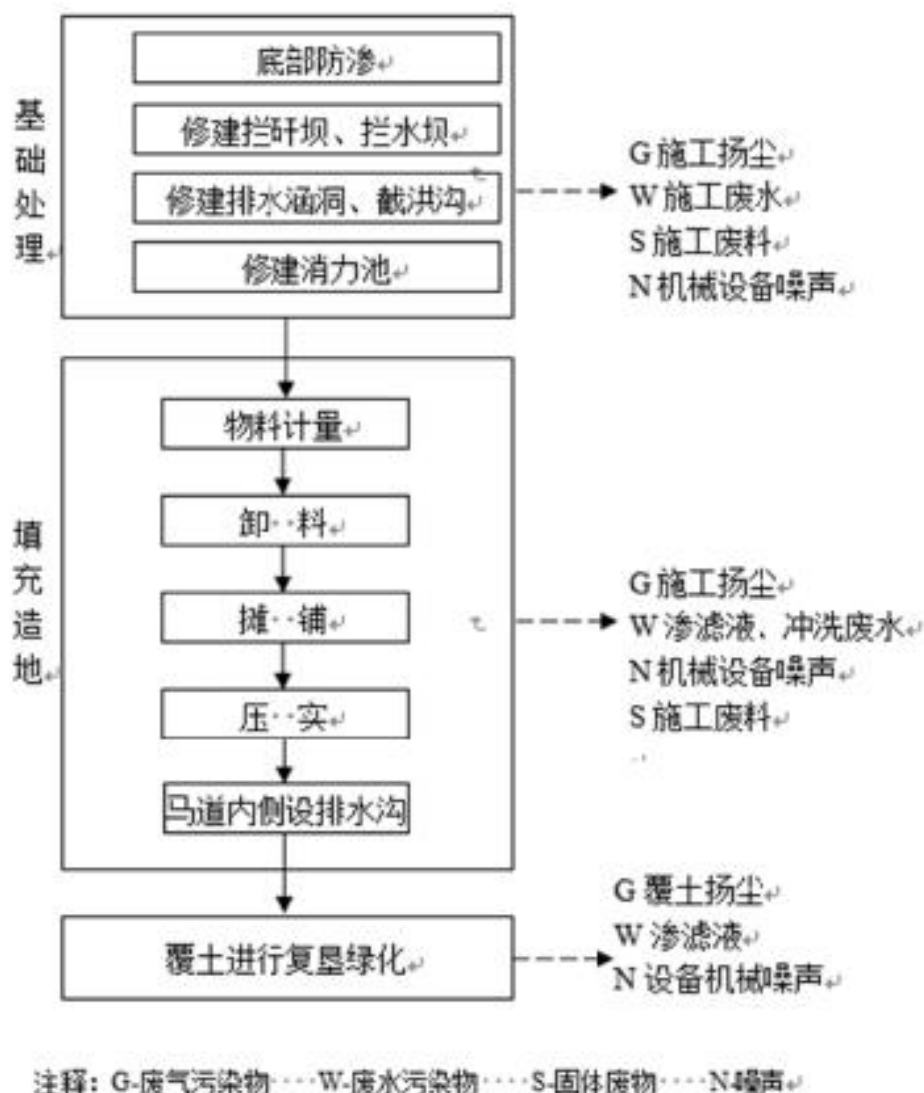 基础处理
底部防渗
修建拦矸坝、拦水坝
修建排水涵洞、截洪沟
修建消力池
G 施工扬尘
W 施工废水
S 施工废料
N 机械设备噪声
填充造地
物料计量
卸··料
摊··铺
压··实
马道内侧设排水沟
G 施工扬尘
W 渗滤液、冲洗废水
N 机械设备噪声
S 施工废料
覆土进行复垦绿化
G 覆土扬尘
W 渗滤液
N 设备机械噪声
注释：G-废气污染物····W-废水污染物····S-固体废物····N-噪声